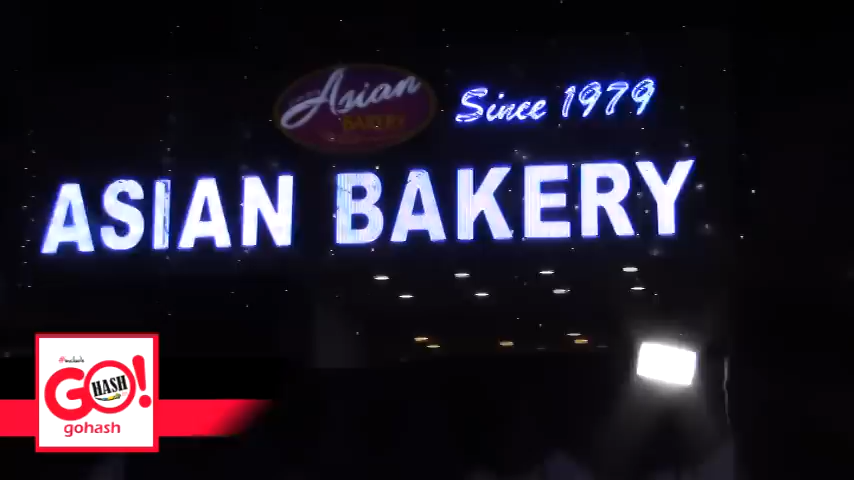 Asian
BAKERY
Since 1979
ASIAN BAKERY
GO!
HASH
gohash